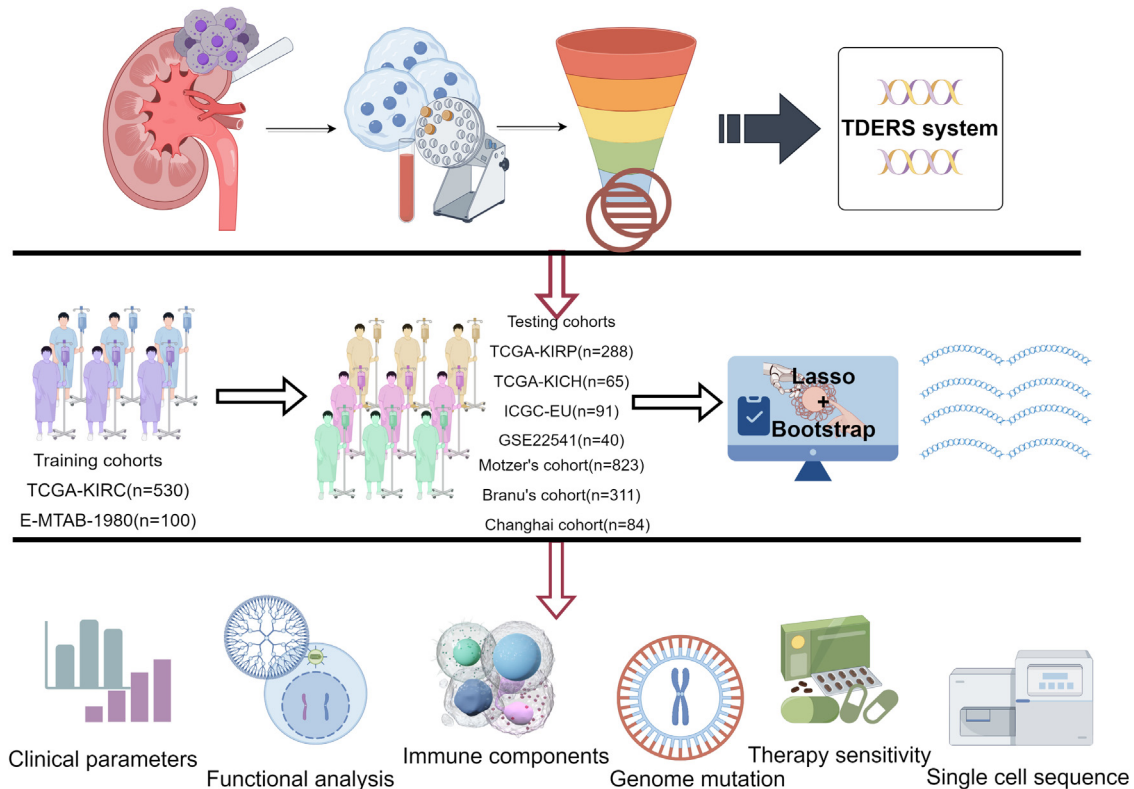 TDERS system
Training cohorts
TCGA-KIRC(n=530)
E-MTAB-1980(n=100)
Testing cohorts
TCGA-KIRP(n=288)
TCGA-KICH(n=65)
ICGC-EU(n=91)
GSE22541(n=40)
Motzer's cohort(n=823)
Branu's cohort(n=311)
Changhai cohort(n=84)
Lasso
+
Bootstrap
Clinical parameters
Functional analysis
Immune components
Genome mutation
Therapy sensitivity
Single cell sequence